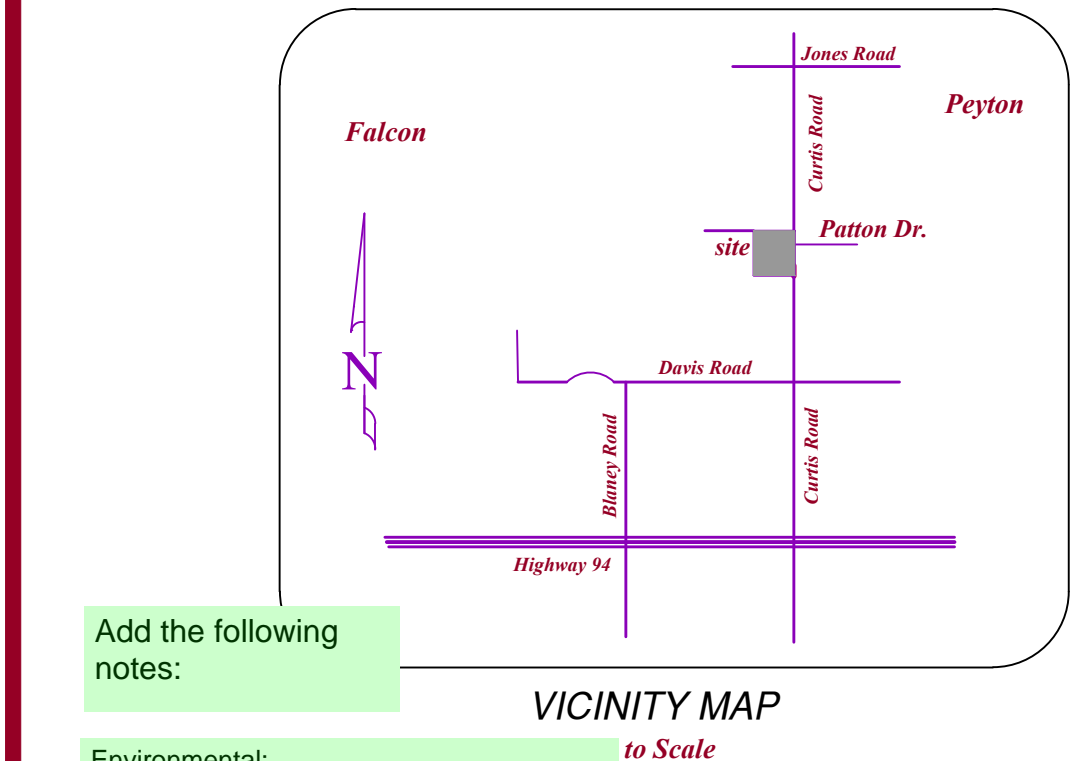 Jones Road
Peyton
Curtis Road
Falcon
Patton Dr.
site
N
Davis Road
Blaney Road
Curtis Road
Highway 94
Add the following
notes:
VICINITY MAP
to Scale
Environmental: